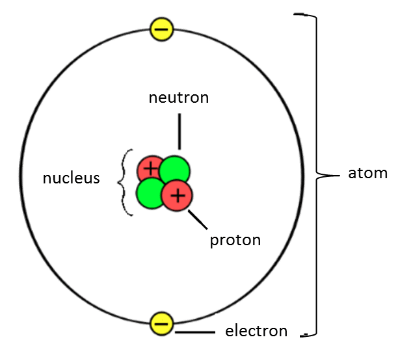 −
neutron
+
nucleus
atom
+
proton
−
electron